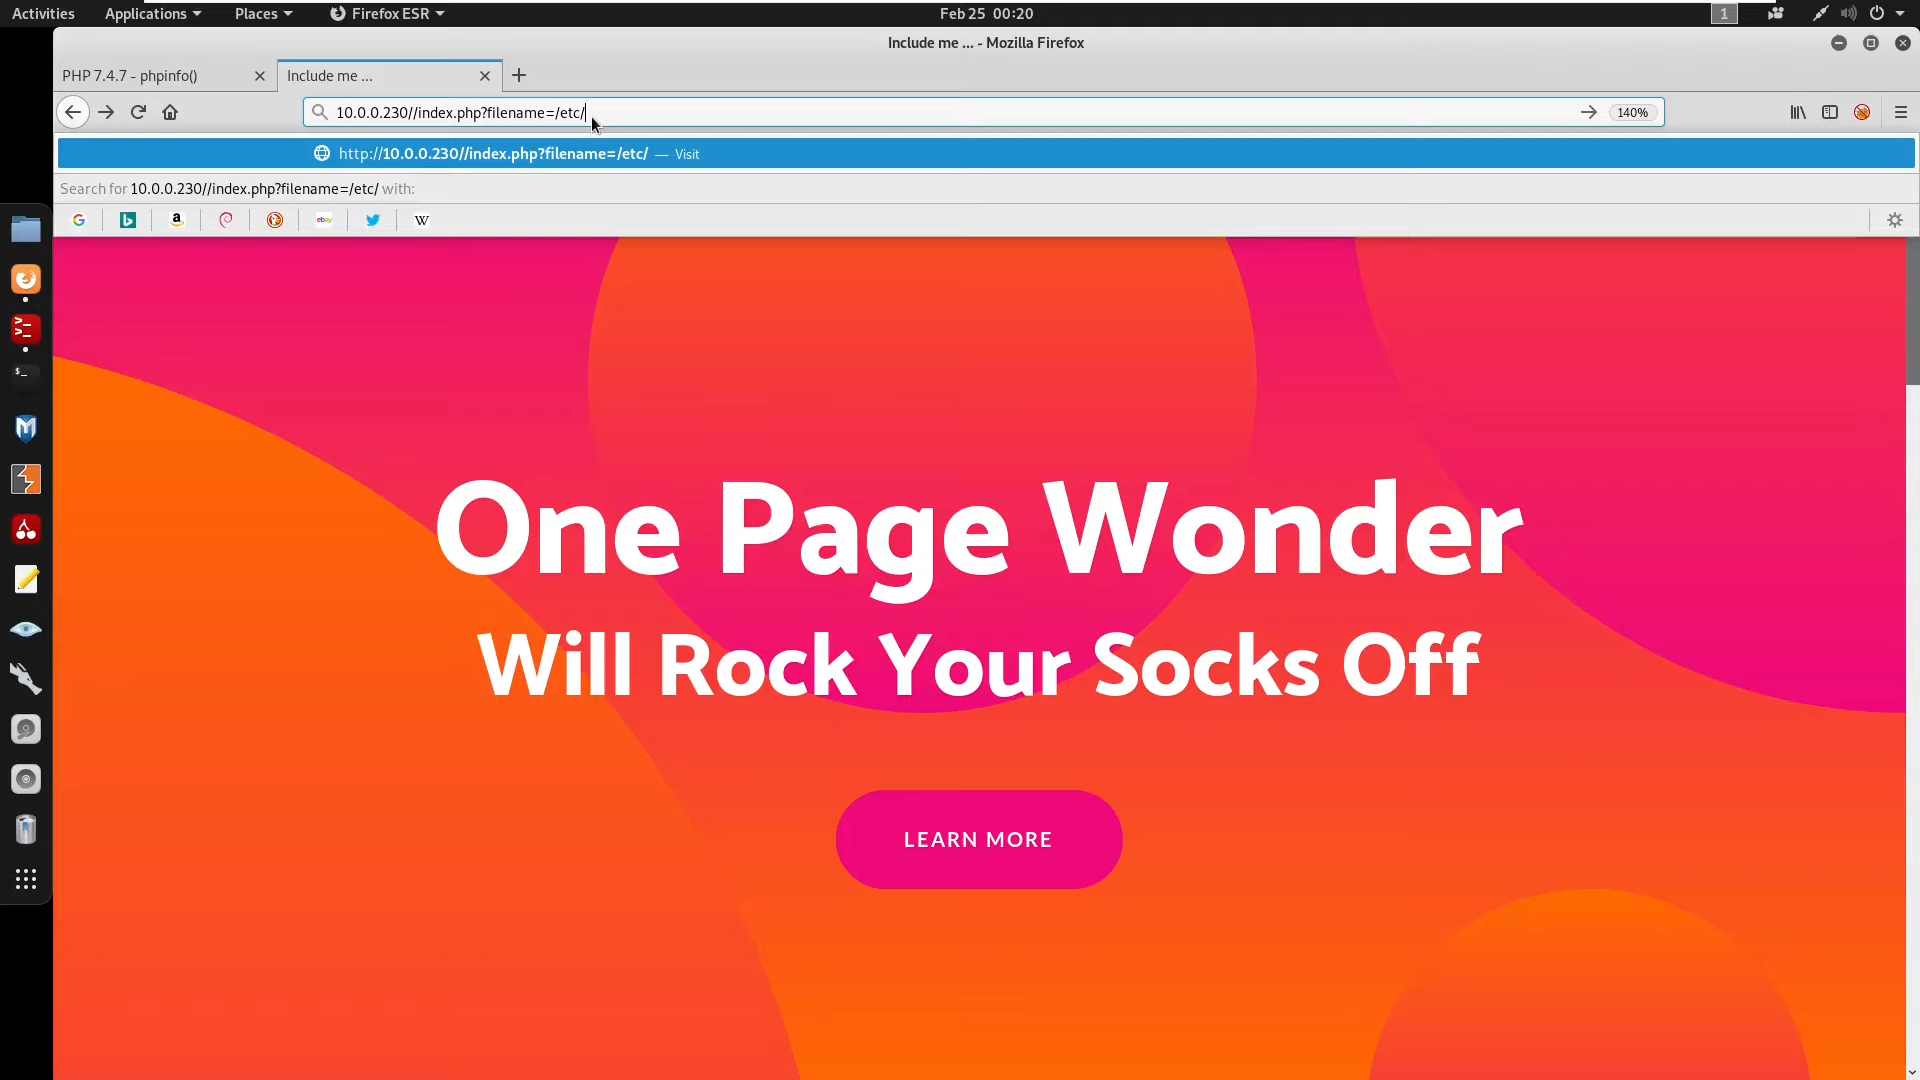 Activities Applications Places Firefox ESR Feb 25 00:20 1
Include me ... - Mozilla Firefox
PHP 7.4.7 - phpinfo() Include me ...
10.0.0.230//index.php?filename=/etc/ 140%
http://10.0.0.230//index.php?filename=/etc/ — Visit
Search for 10.0.0.230//index.php?filename=/etc/ with:
G b a ebay W
One Page Wonder
Will Rock Your Socks Off
LEARN MORE